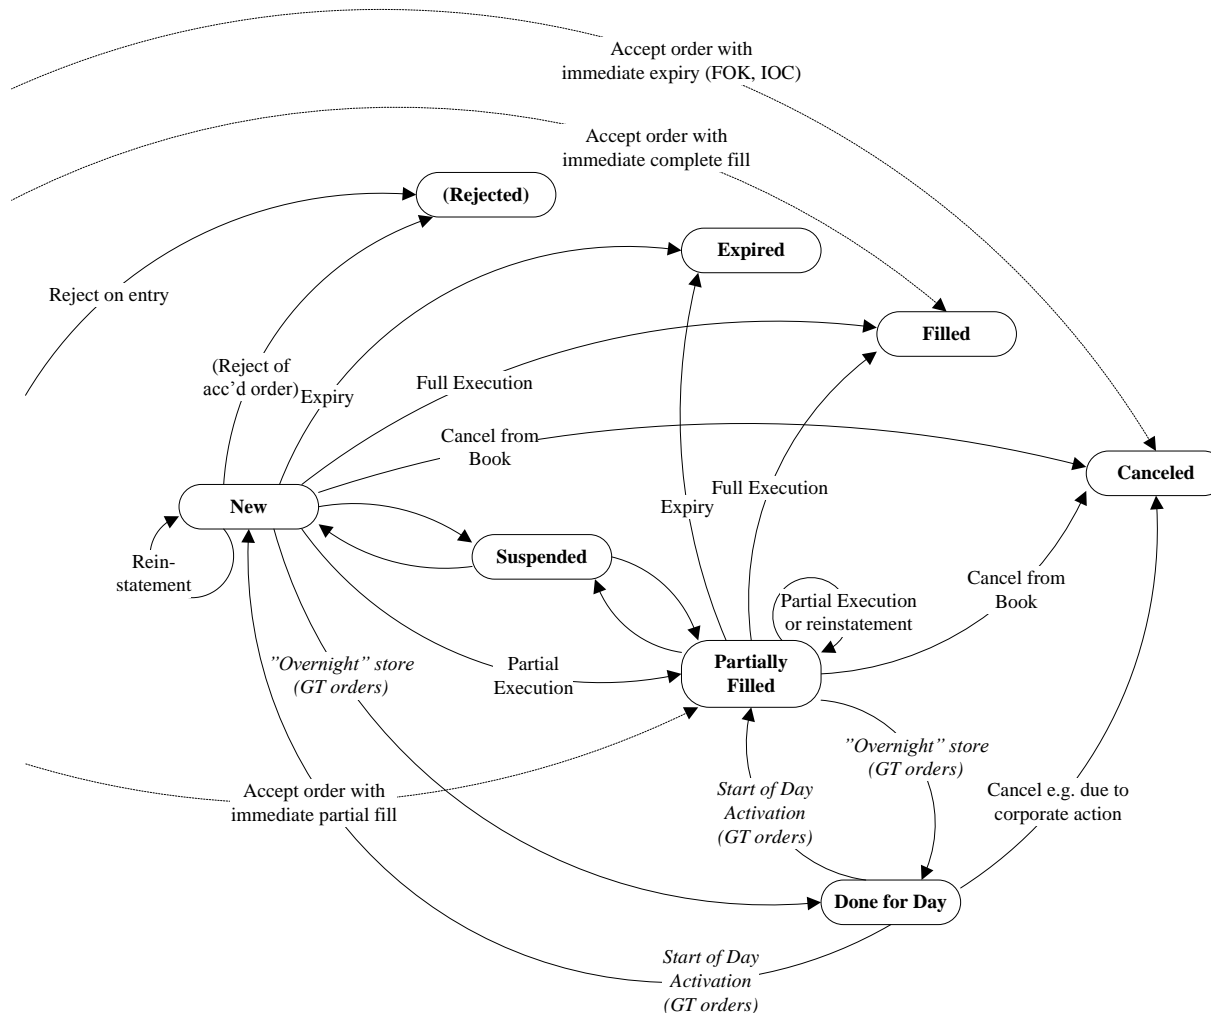 Accept order with
immediate expiry (FOK, IOC)
Accept order with
immediate complete fill
(Rejected)
Expired
Reject on entry
Filled
(Reject of
acc'd order)
Expiry
Full Execution
Cancel from
Book
Canceled
New
Full Execution
Expiry
Suspended
Rein-
statement
Cancel from
Book
Partial Execution
or reinstatement
"Overnight" store
(GT orders)
Partial
Execution
Partially
Filled
"Overnight" store
(GT orders)
Accept order with
immediate partial fill
Start of Day
Activation
(GT orders)
Cancel e.g. due to
corporate action
Done for Day
Start of Day
Activation
(GT orders)